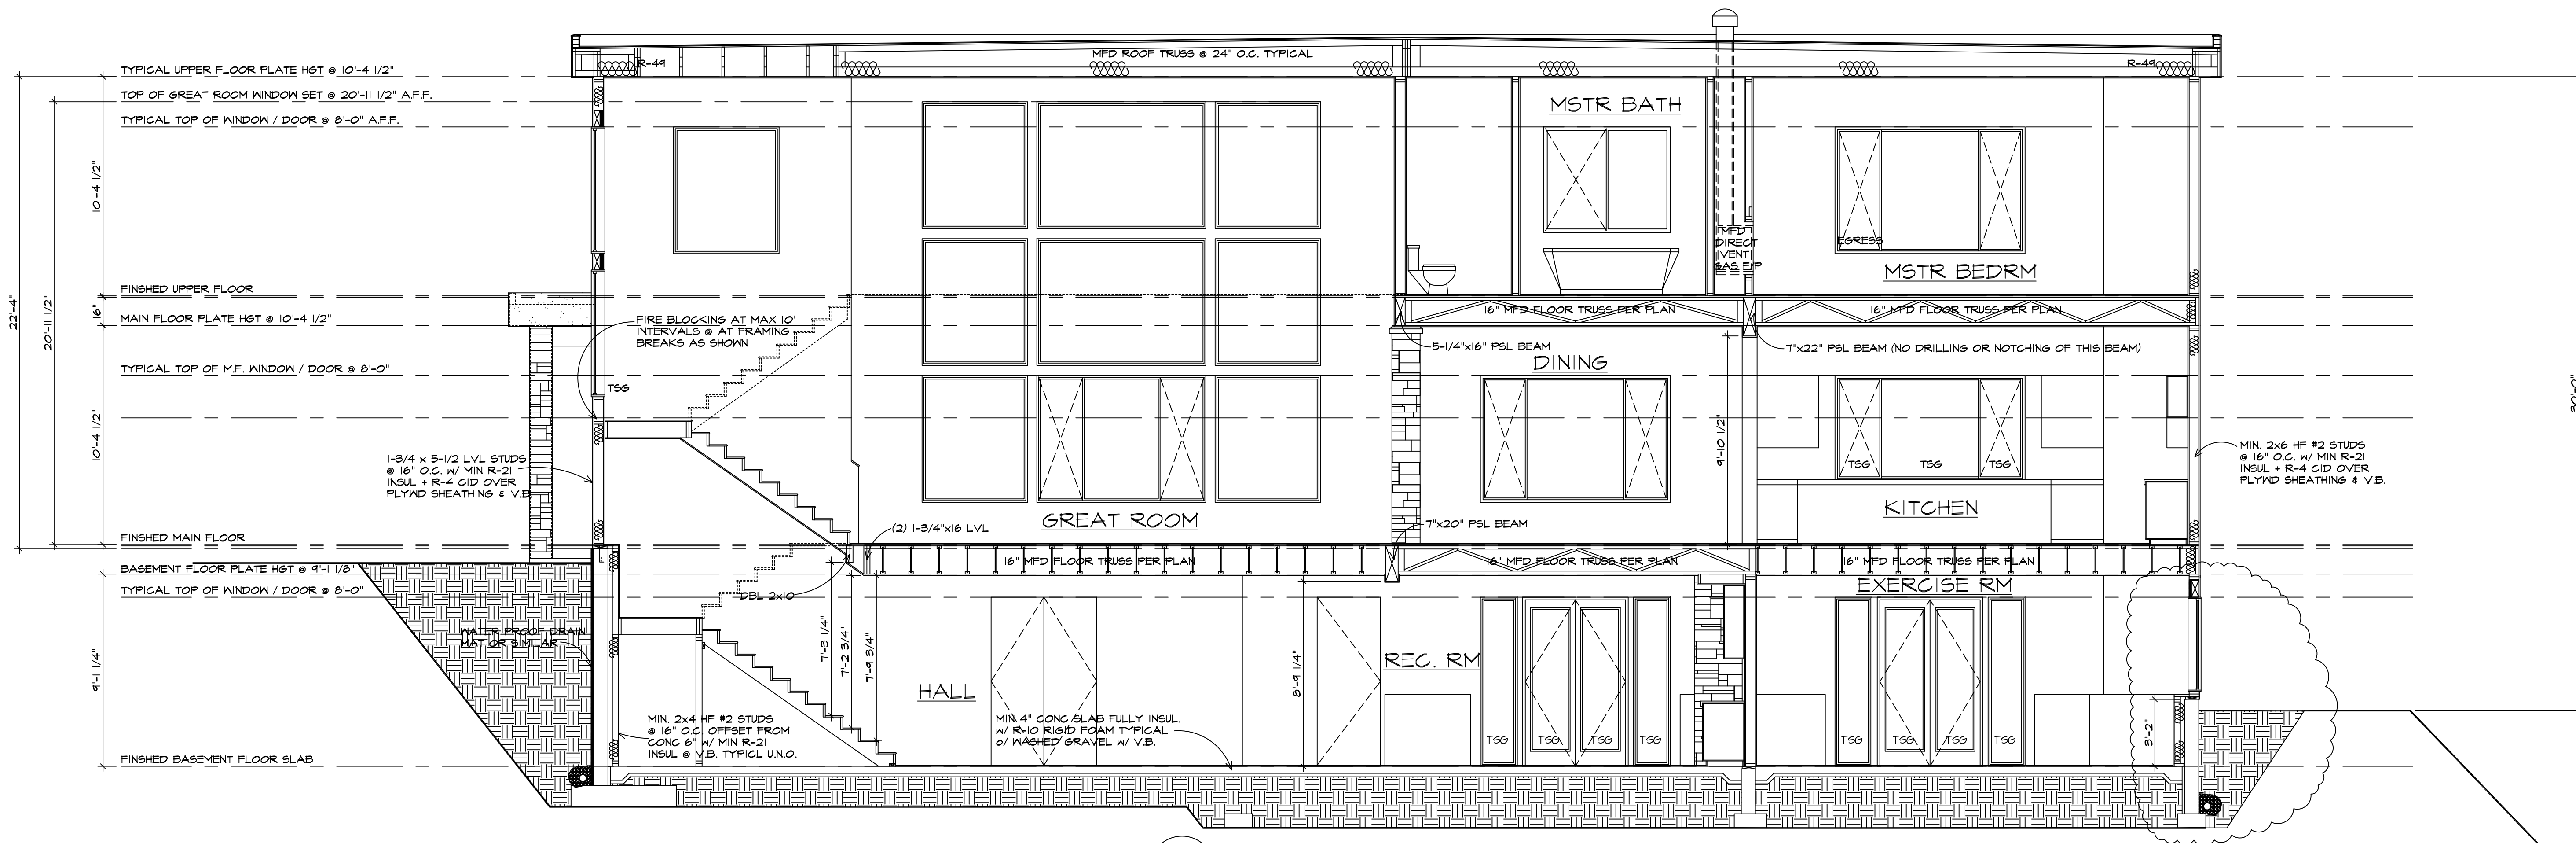 MFD ROOF TRUSS @ 24" O.C. TYPICAL
R-49
R-49
TYPICAL UPPER FLOOR PLATE HGT @ 10'-4 1/2"
TOP OF GREAT ROOM WINDOW SET @ 20'-11 1/2" A.F.F.
TYPICAL TOP OF WINDOW / DOOR @ 8'-0" A.F.F.
MSTR BATH
10'-4 1/2"
22'-4"
20'-11 1/2"
16"
10'-4 1/2"
9'-1 1/4"
MFD
DIRECT
VENT
GAS F/P
EGRESS
MSTR BEDRM
FINSHED UPPER FLOOR
MAIN FLOOR PLATE HGT @ 10'-4 1/2"
FIRE BLOCKING AT MAX 10'
INTERVALS @ AT FRAMING
BREAKS AS SHOWN
16" MFD FLOOR TRUSS PER PLAN
16" MFD FLOOR TRUSS PER PLAN
5-1/4"x16" PSL BEAM
7"x22" PSL BEAM (NO DRILLING OR NOTCHING OF THIS BEAM)
DINING
TYPICAL TOP OF M.F. WINDOW / DOOR @ 8'-0"
TSG
30'-0"
9'-10 1/2"
1-3/4 x 5-1/2 LVL STUDS
@ 16" O.C. W/ MIN R-21
INSUL + R-4 CID OVER
PLYWD SHEATHING & V.B.
MIN. 2x6 HF #2 STUDS
@ 16" O.C. W/ MIN R-21
INSUL + R-4 CID OVER
PLYWD SHEATHING & V.B.
TSG
TSG
TSG
KITCHEN
GREAT ROOM
(2) 1-3/4"x16 LVL
7"x20" PSL BEAM
FINSHED MAIN FLOOR
BASEMENT FLOOR PLATE HGT @ 9'-1 1/8"
TYPICAL TOP OF WINDOW / DOOR @ 8'-0"
16" MFD FLOOR TRUSS PER PLAN
16" MFD FLOOR TRUSS PER PLAN
16" MFD FLOOR TRUSS PER PLAN
EXERCISE RM
DBL 2x10
WATER PROOF DRAIN
MAT OR SIMILAR
7'-3 1/4"
7'-2 3/4"
7'-9 3/4"
8'-9 1/4"
REC. RM
HALL
MIN. 2x4 HF #2 STUDS
@ 16" O.C. OFFSET FROM
CONC 6" W/ MIN R-21
INSUL @ V.B. TYPICL U.N.O.
MIN 4" CONC SLAB FULLY INSUL.
W/ R-10 RIGID FOAM TYPICAL
O/ WASHED GRAVEL W/ V.B.
TSG
TSG
TSG
TSG
TSG
TSG
TSG
TSG
3'-2"
FINSHED BASEMENT FLOOR SLAB